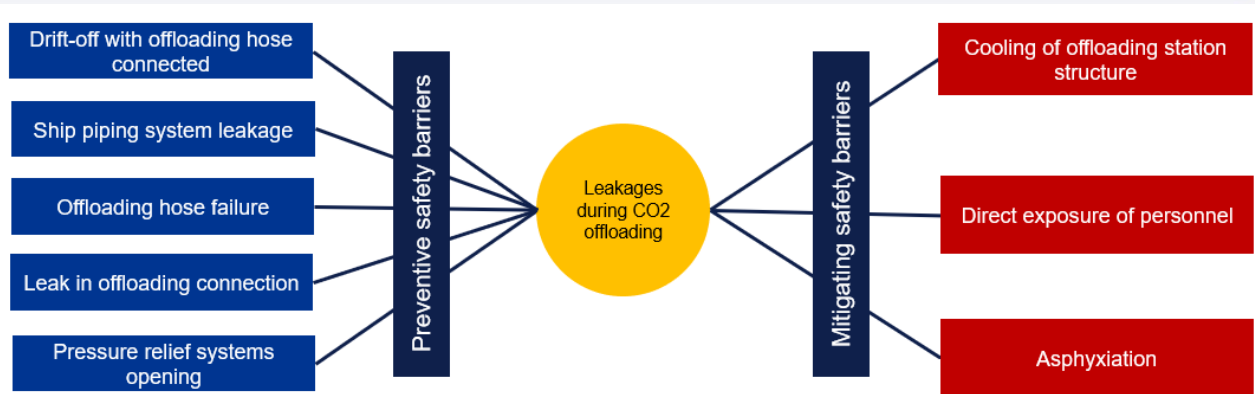 Drift-off with offloading hose
connected
Ship piping system leakage
Offloading hose failure
Leak in offloading connection
Pressure relief systems
opening
Preventive safety barriers
Leakages
during CO2
offloading
Mitigating safety barriers
Cooling of offloading station
structure
Direct exposure of personnel
Asphyxiation